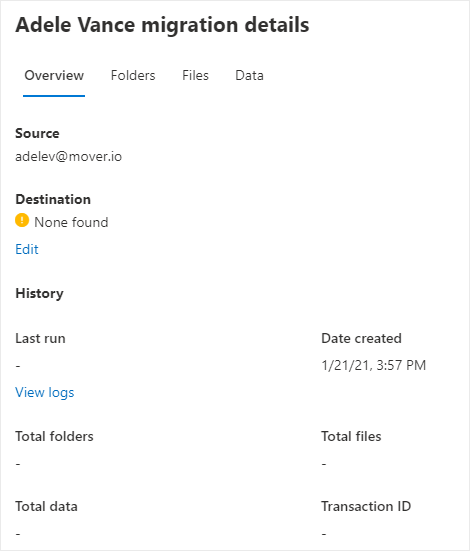 Adele Vance migration details
Overview Folders Files Data
Source
adelev@mover.io
Destination
None found
Edit
History
Last run Date created
- 1/21/21, 3:57 PM
View logs
Total folders Total files
- -
Total data Transaction ID
- -